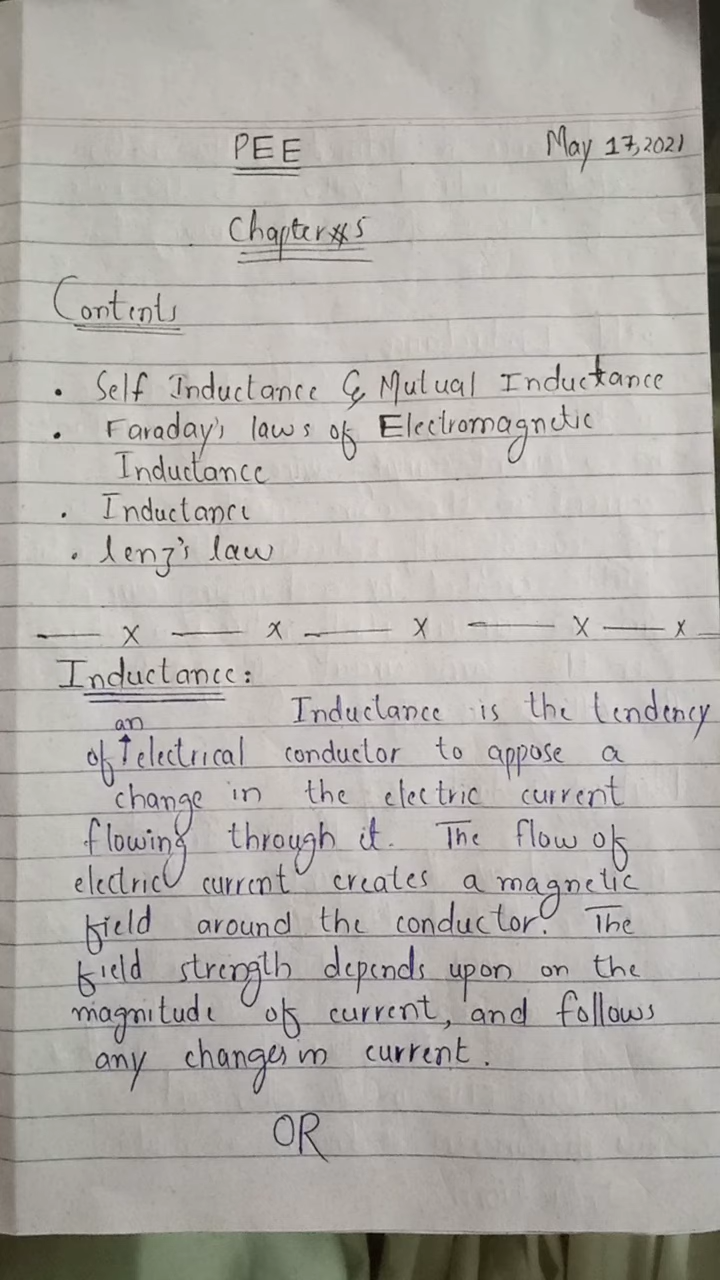 PEE May 17,2021
Chapter#5
Contents
. Self Inductance & Mutual Inductance
. Faraday's laws of Electromagnetic
Inductance
. Inductance
. lenz's law
— x — x — x — x — x —
Inductance:
Inductance is the tendency
an
of ↑ electrical conductor to appose a
change in the electric current
flowing through it. The flow of
electric current creates a magnetic
field around the conductor. The
field strength depends upon on the
magnitude of current, and follows
any changes in current.
OR